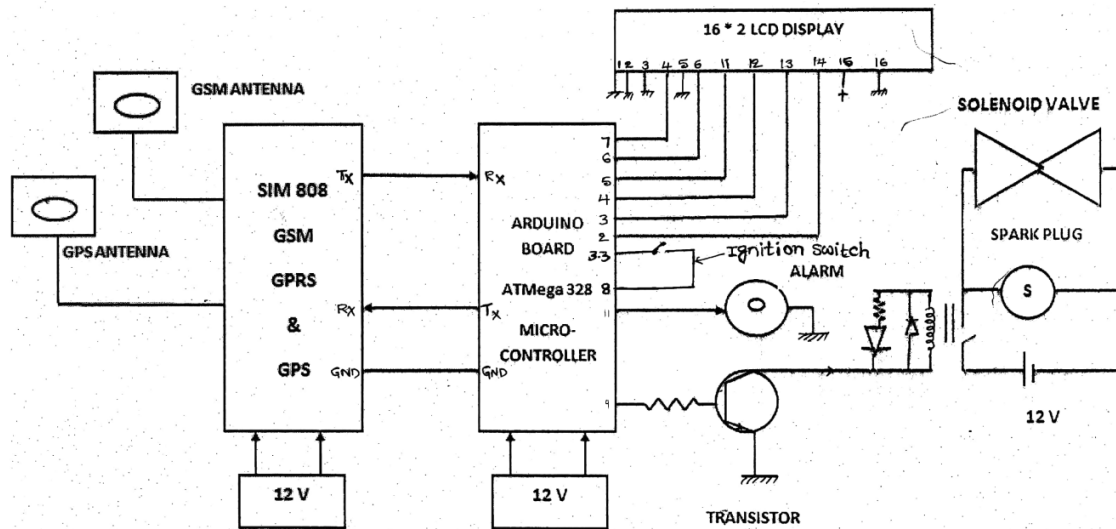 16 * 2 LCD DISPLAY
1 2 3 4 5 6 11 12 13 14 15 16
+
GSM ANTENNA
GPS ANTENNA
SIM 808
GSM
GPRS
&
GPS
TX
RX
GND
RX
TX
GND
ARDUINO
BOARD
ATMega 328
MICRO-
CONTROLLER
7
6
5
4
3
2
3.3
8
11
9
Ignition Switch
ALARM
SOLENOID VALVE
SPARK PLUG
S
12 V
12 V
12 V
TRANSISTOR